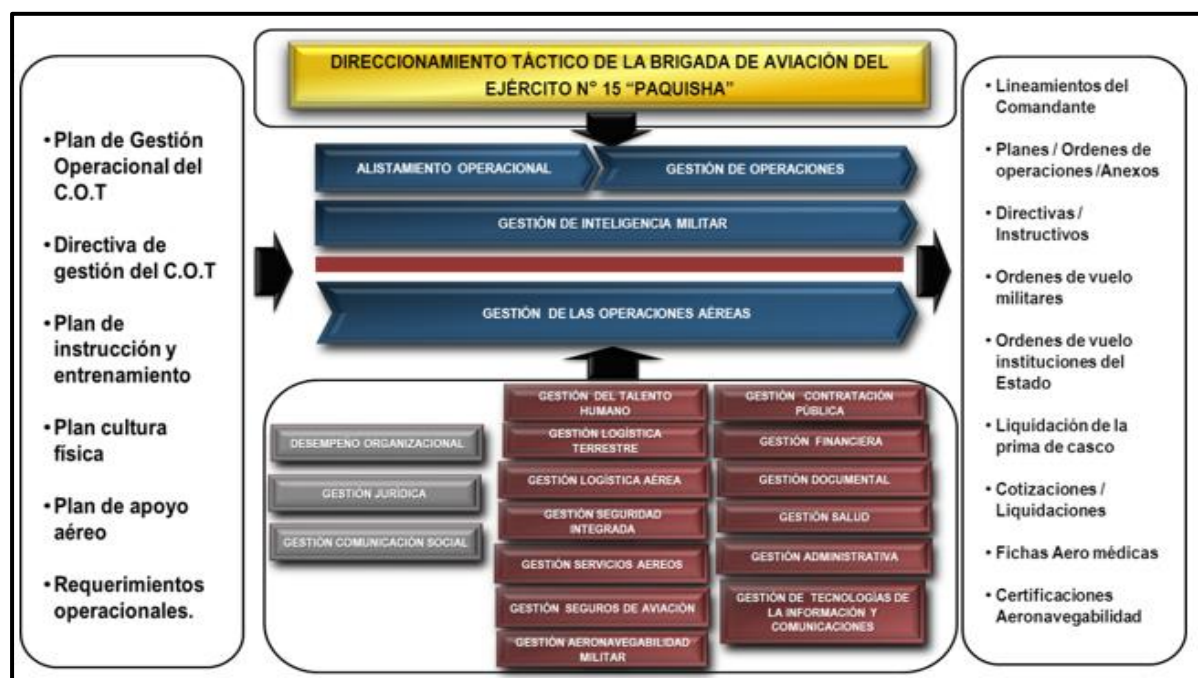 DIRECCIONAMIENTO TÁCTICO DE LA BRIGADA DE AVIACIÓN DEL
EJÉRCITO N° 15 “PAQUISHA”
•Plan de Gestión
Operacional del
C.O.T
•Directiva de
gestión del C.O.T
•Plan de
instrucción y
entrenamiento
•Plan cultura
física
•Plan de apoyo
aéreo
•Requerimientos
operacionales.
ALISTAMIENTO OPERACIONAL
GESTIÓN DE OPERACIONES
GESTIÓN DE INTELIGENCIA MILITAR
GESTIÓN DE LAS OPERACIONES AÉREAS
DESEMPEÑO ORGANIZACIONAL
GESTIÓN JURÍDICA
GESTIÓN COMUNICACIÓN SOCIAL
GESTIÓN DEL TALENTO
HUMANO
GESTIÓN LOGÍSTICA
TERRESTRE
GESTIÓN LOGÍSTICA AÉREA
GESTIÓN SEGURIDAD
INTEGRADA
GESTIÓN SERVICIOS AEREOS
GESTIÓN SEGUROS DE AVIACIÓN
GESTIÓN AERONAVEGABILIDAD
MILITAR
GESTIÓN CONTRATACIÓN
PÚBLICA
GESTIÓN FINANCIERA
GESTIÓN DOCUMENTAL
GESTIÓN SALUD
GESTIÓN ADMINISTRATIVA
GESTIÓN DE TECNOLOGÍAS DE
LA INFORMACIÓN Y
COMUNICACIONES
• Lineamientos del
Comandante
• Planes / Ordenes de
operaciones /Anexos
• Directivas /
Instructivos
• Ordenes de vuelo
militares
• Ordenes de vuelo
instituciones del
Estado
• Liquidación de la
prima de casco
• Cotizaciones /
Liquidaciones
• Fichas Aero médicas
• Certificaciones
Aeronavegabilidad